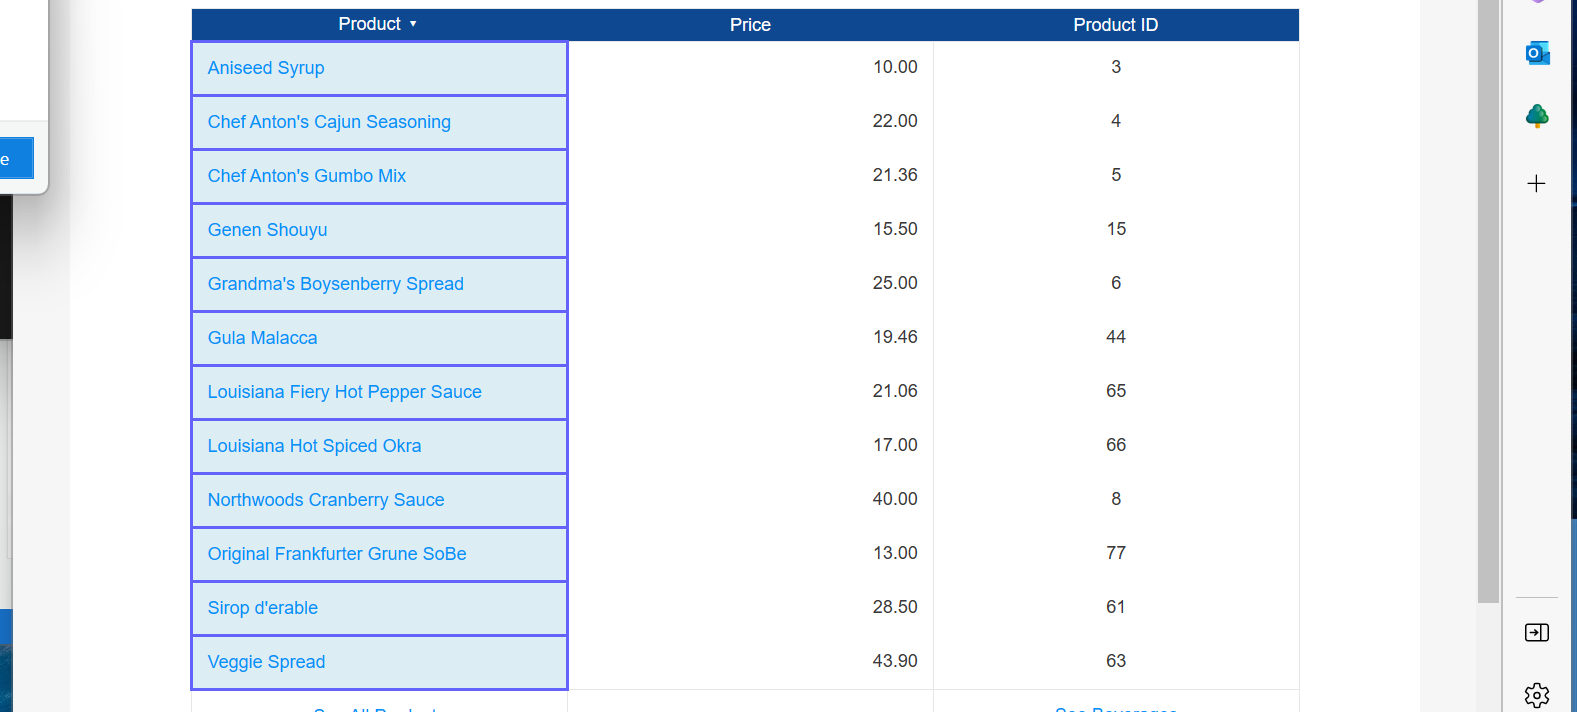 Product ▼ Price Product ID
Aniseed Syrup 10.00 3
Chef Anton's Cajun Seasoning 22.00 4
Chef Anton's Gumbo Mix 21.36 5
Genen Shouyu 15.50 15
Grandma's Boysenberry Spread 25.00 6
Gula Malacca 19.46 44
Louisiana Fiery Hot Pepper Sauce 21.06 65
Louisiana Hot Spiced Okra 17.00 66
Northwoods Cranberry Sauce 40.00 8
Original Frankfurter Grune SoBe 13.00 77
Sirop d'erable 28.50 61
Veggie Spread 43.90 63